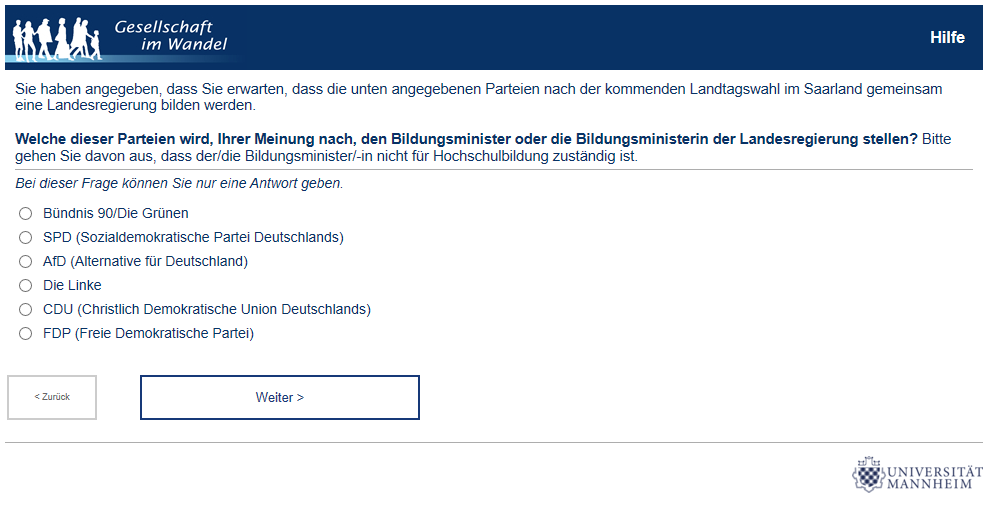 Gesellschaft
im Wandel
Hilfe
Sie haben angegeben, dass Sie erwarten, dass die unten angegebenen Parteien nach der kommenden Landtagswahl im Saarland gemeinsam
eine Landesregierung bilden werden.
Welche dieser Parteien wird, Ihrer Meinung nach, den Bildungsminister oder die Bildungsministerin der Landesregierung stellen? Bitte
gehen Sie davon aus, dass der/die Bildungsminister/-in nicht für Hochschulbildung zuständig ist.
Bei dieser Frage können Sie nur eine Antwort geben.
Bündnis 90/Die Grünen
SPD (Sozialdemokratische Partei Deutschlands)
AfD (Alternative für Deutschland)
Die Linke
CDU (Christlich Demokratische Union Deutschlands)
FDP (Freie Demokratische Partei)
< Zurück
Weiter >
UNIVERSITÄT
MANNHEIM